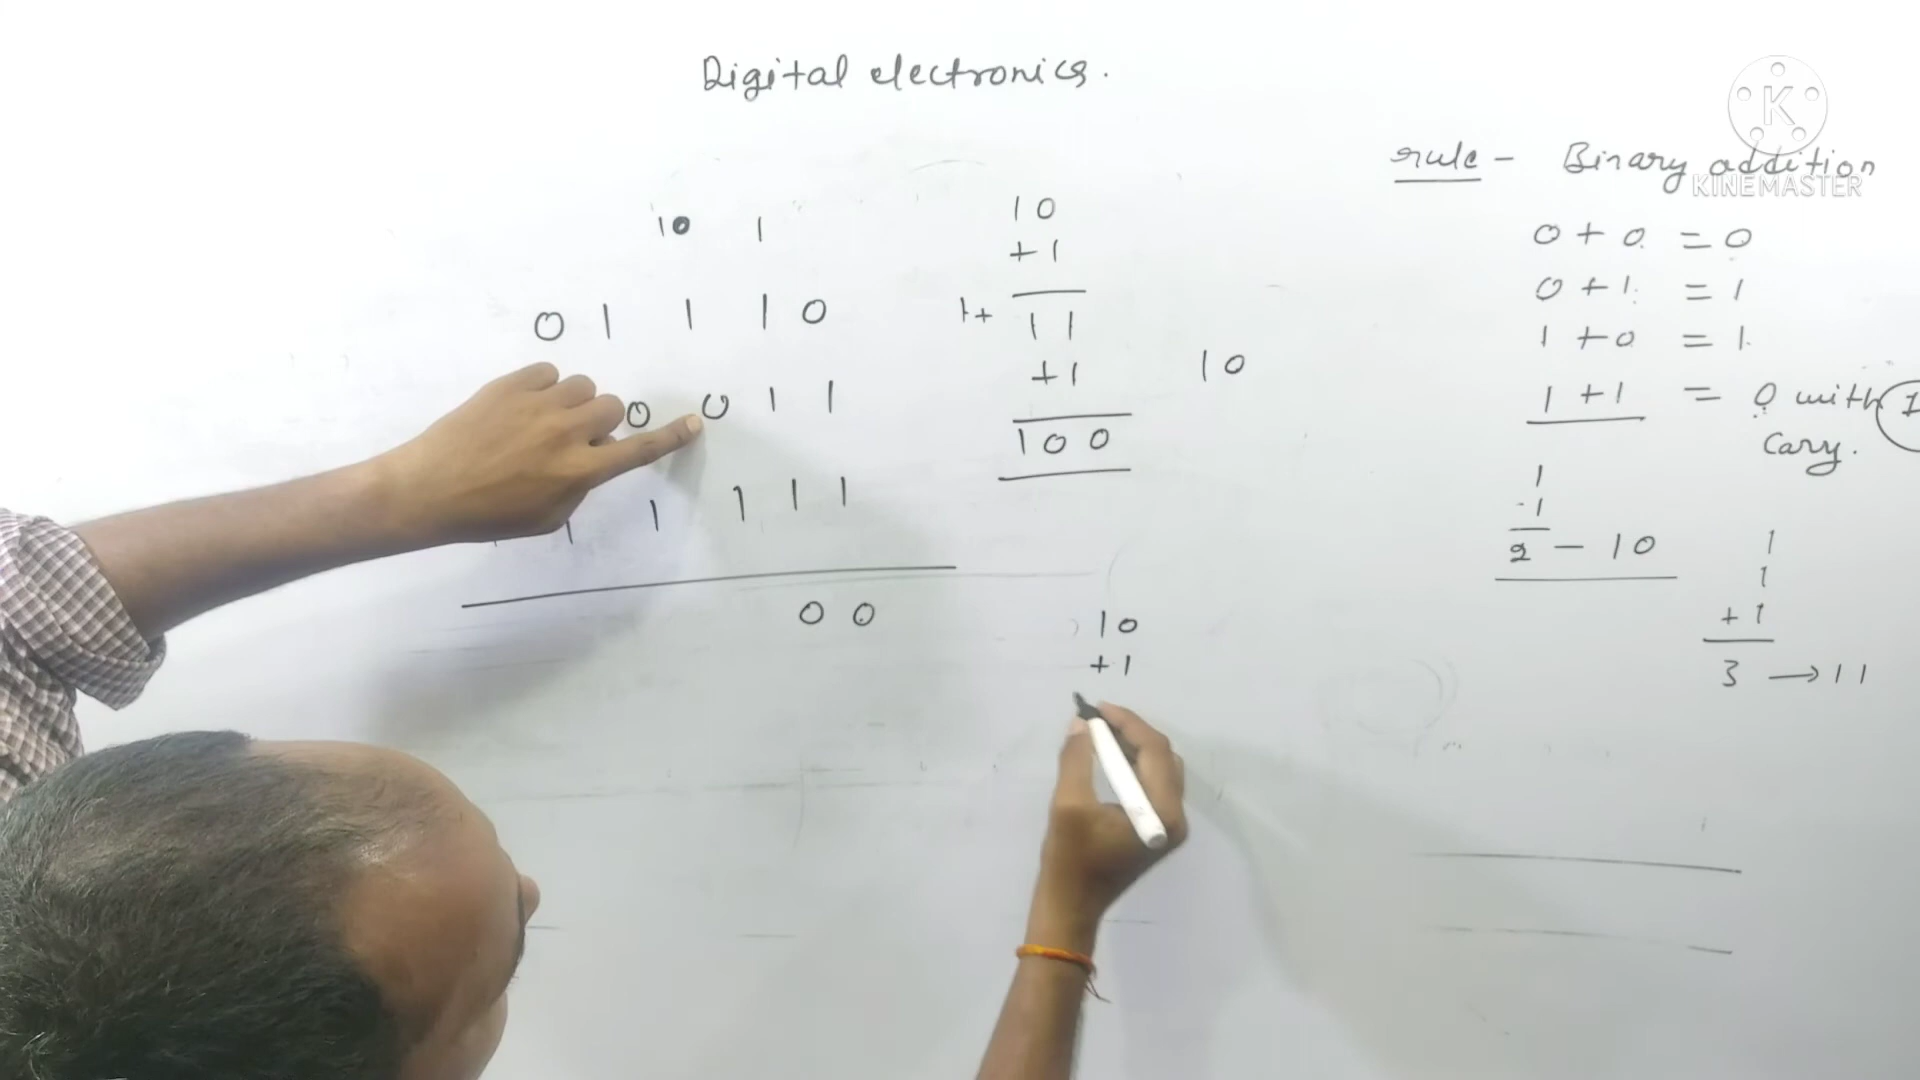 Digital electronics.
K
KINEMASTER
rule - Binary addition
0 + 0 = 0
0 + 1 = 1
1 + 0 = 1
1 + 1 = 0 with 1
Cary.
1
1
2 - 10
1
1
+ 1
3 → 11
10 1
0 1 1 1 0
0 0 1 1
1 1 1 1 1
0 0
10
+1
1+ 11
+1
100
10
10
+1